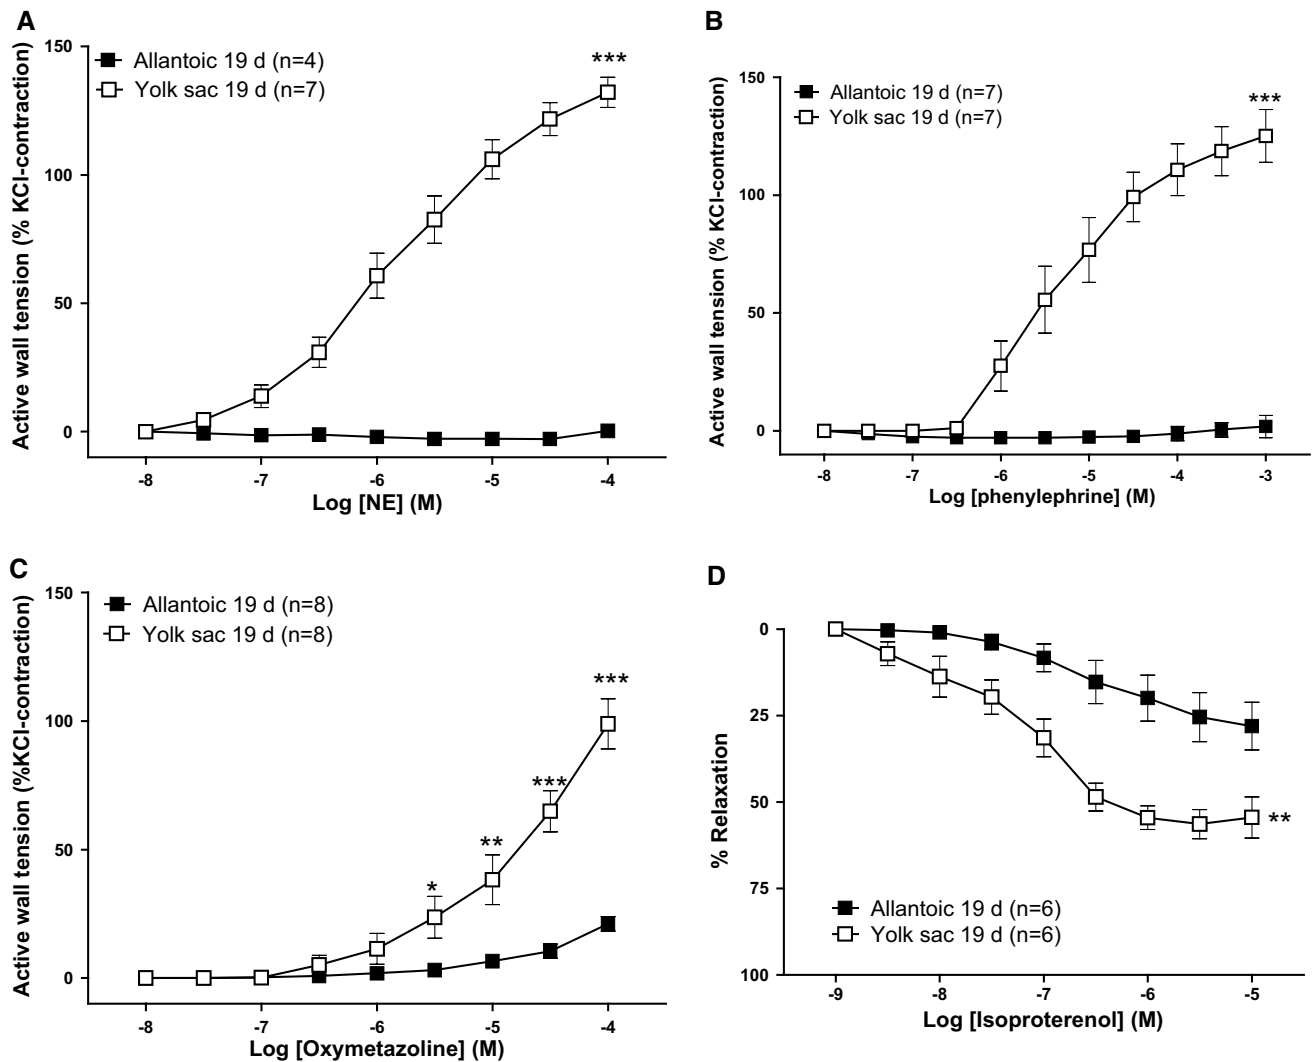 A
Active wall tension (% KCl-contraction)
150
100
50
0
Allantoic 19 d (n=4)
Yolk sac 19 d (n=7)
***
-8 -7 -6 -5 -4
Log [NE] (M)
B
Active wall tension (% KCl-contraction)
150
100
50
0
Allantoic 19 d (n=7)
Yolk sac 19 d (n=7)
***
-8 -7 -6 -5 -4 -3
Log [phenylephrine] (M)
C
Active wall tension (%KCl-contraction)
150
100
50
0
Allantoic 19 d (n=8)
Yolk sac 19 d (n=8)
***
***
**
*
-8 -7 -6 -5 -4
Log [Oxymetazoline] (M)
D
% Relaxation
0
25
50
75
100
**
Allantoic 19 d (n=6)
Yolk sac 19 d (n=6)
-9 -8 -7 -6 -5
Log [Isoproterenol] (M)